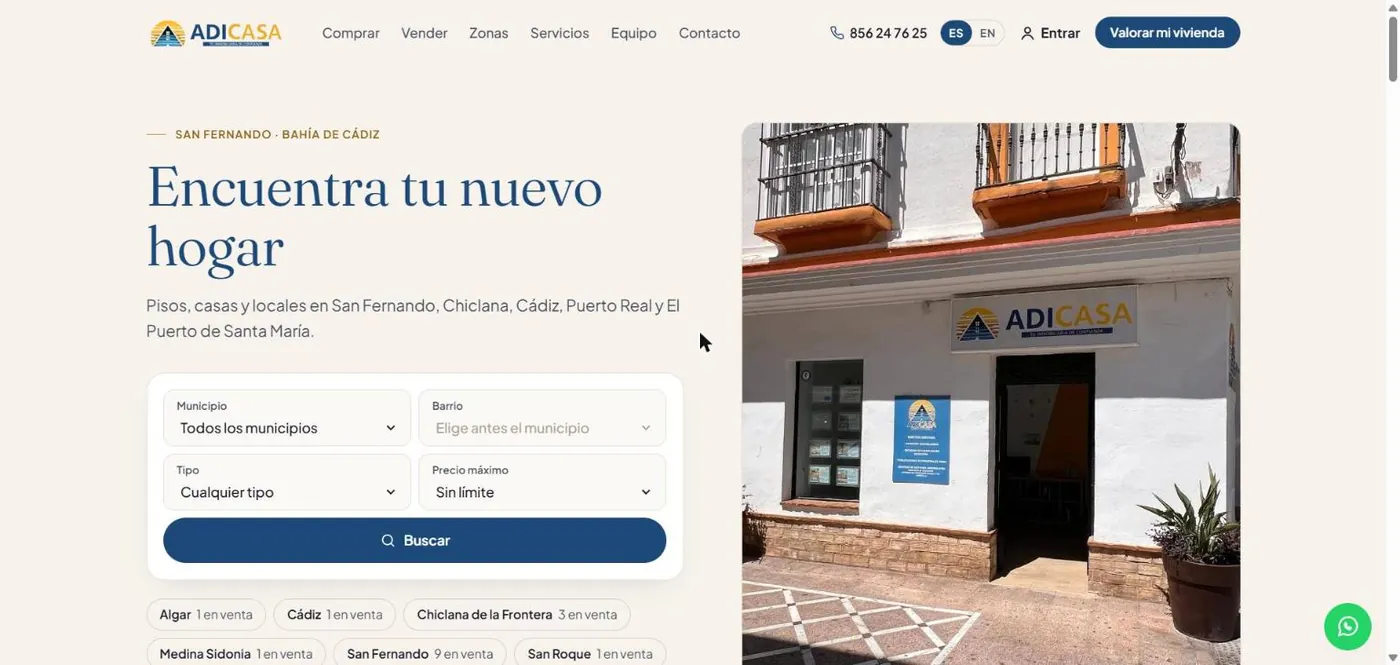 ADICASA
Comprar
Vender
Zonas
Servicios
Equipo
Contacto
856 24 76 25
ES
EN
Entrar
Valorar mi vivienda
SAN FERNANDO · BAHÍA DE CÁDIZ
Encuentra tu nuevo
hogar
Pisos, casas y locales en San Fernando, Chiclana, Cádiz, Puerto Real y El
Puerto de Santa María.
Municipio
Todos los municipios
Barrio
Elige antes el municipio
Tipo
Cualquier tipo
Precio máximo
Sin límite
Buscar
Algar 1 en venta
Cádiz 1 en venta
Chiclana de la Frontera 3 en venta
Medina Sidonia 1 en venta
San Fernando 9 en venta
San Roque 1 en venta
ADICASA
TU INMOBILIARIA DE CONFIANZA